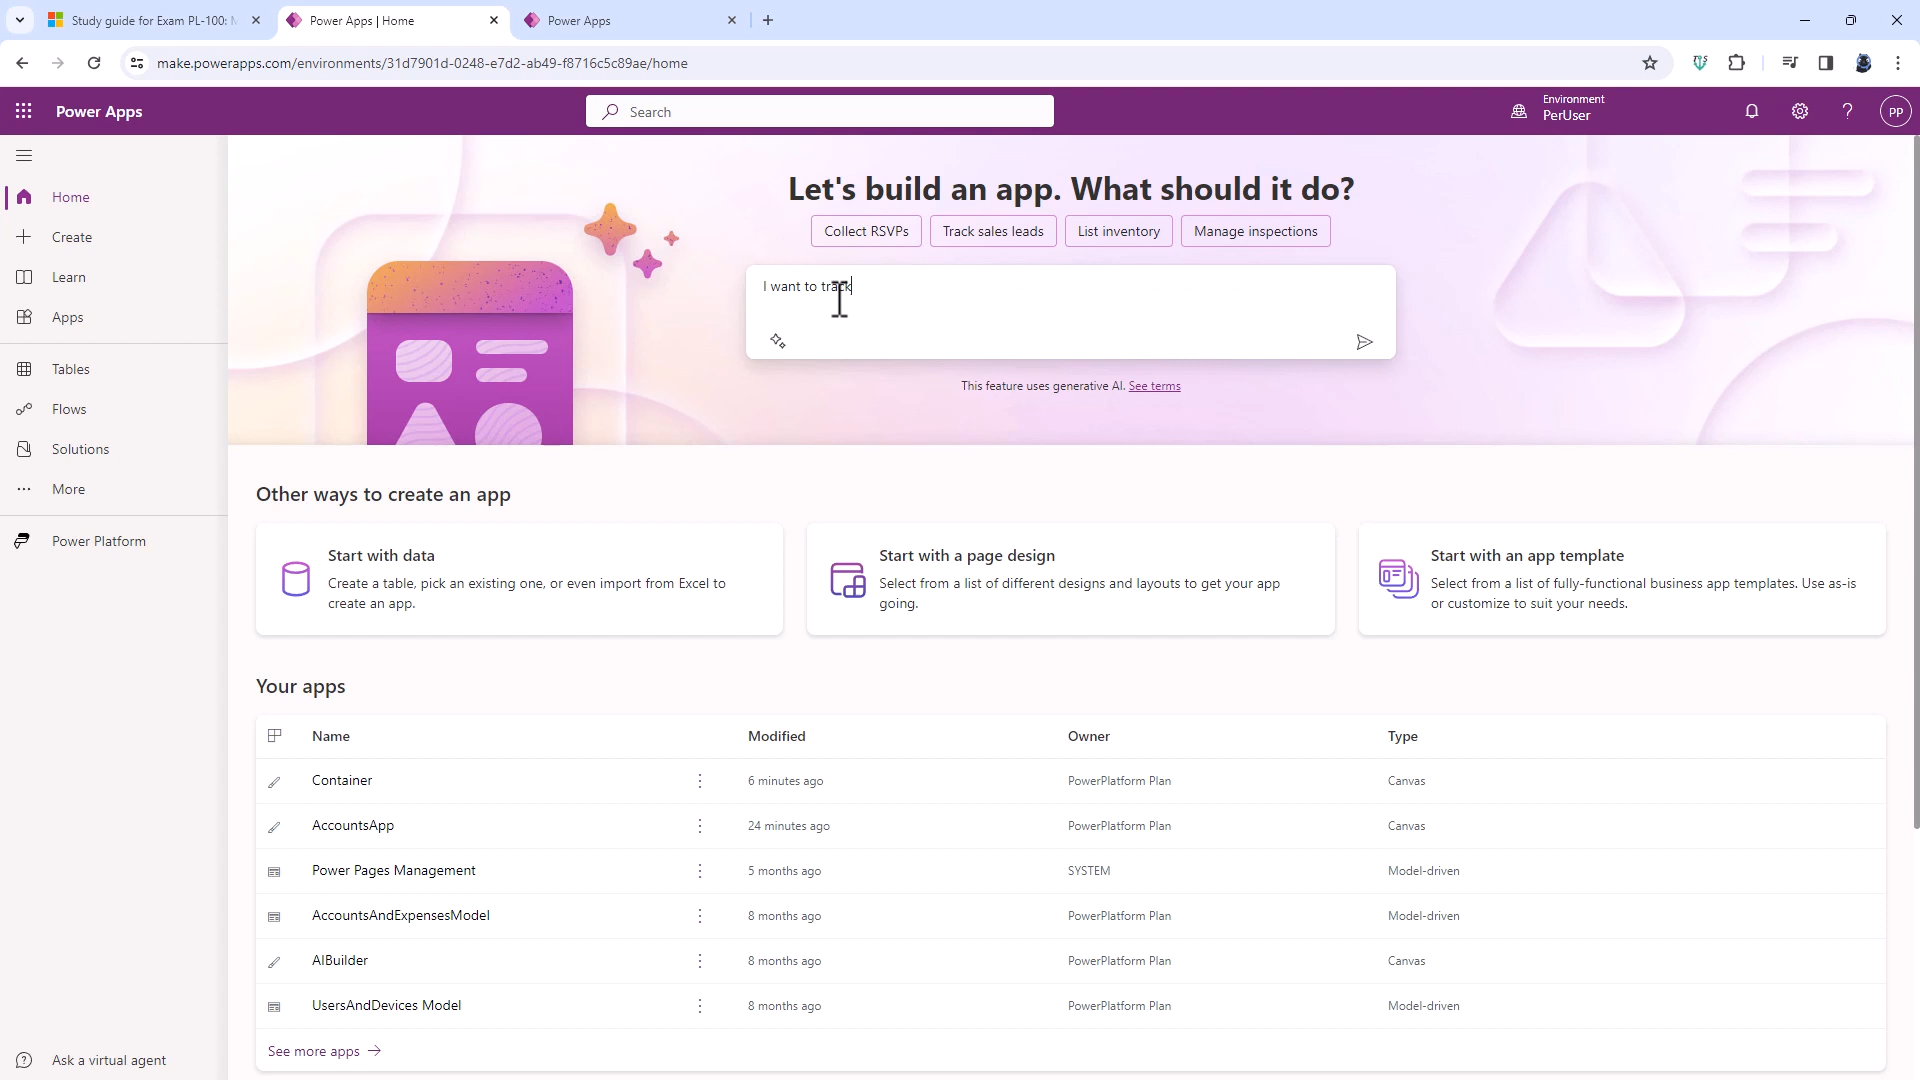 Study guide for Exam PL-100: M
Power Apps | Home
Power Apps
make.powerapps.com/environments/31d7901d-0248-e7d2-ab49-f8716c5c89ae/home
Power Apps
Search
Environment
PerUser
PP
Home
Create
Learn
Apps
Tables
Flows
Solutions
More
Power Platform
Ask a virtual agent
Let's build an app. What should it do?
Collect RSVPs
Track sales leads
List inventory
Manage inspections
I want to track
This feature uses generative AI. See terms
Other ways to create an app
Start with data
Create a table, pick an existing one, or even import from Excel to
create an app.
Start with a page design
Select from a list of different designs and layouts to get your app
going.
Start with an app template
Select from a list of fully-functional business app templates. Use as-is
or customize to suit your needs.
Your apps
Name Modified Owner Type
Container 6 minutes ago PowerPlatform Plan Canvas
AccountsApp 24 minutes ago PowerPlatform Plan Canvas
Power Pages Management 5 months ago SYSTEM Model-driven
AccountsAndExpensesModel 8 months ago PowerPlatform Plan Model-driven
AIBuilder 8 months ago PowerPlatform Plan Canvas
UsersAndDevices Model 8 months ago PowerPlatform Plan Model-driven
See more apps